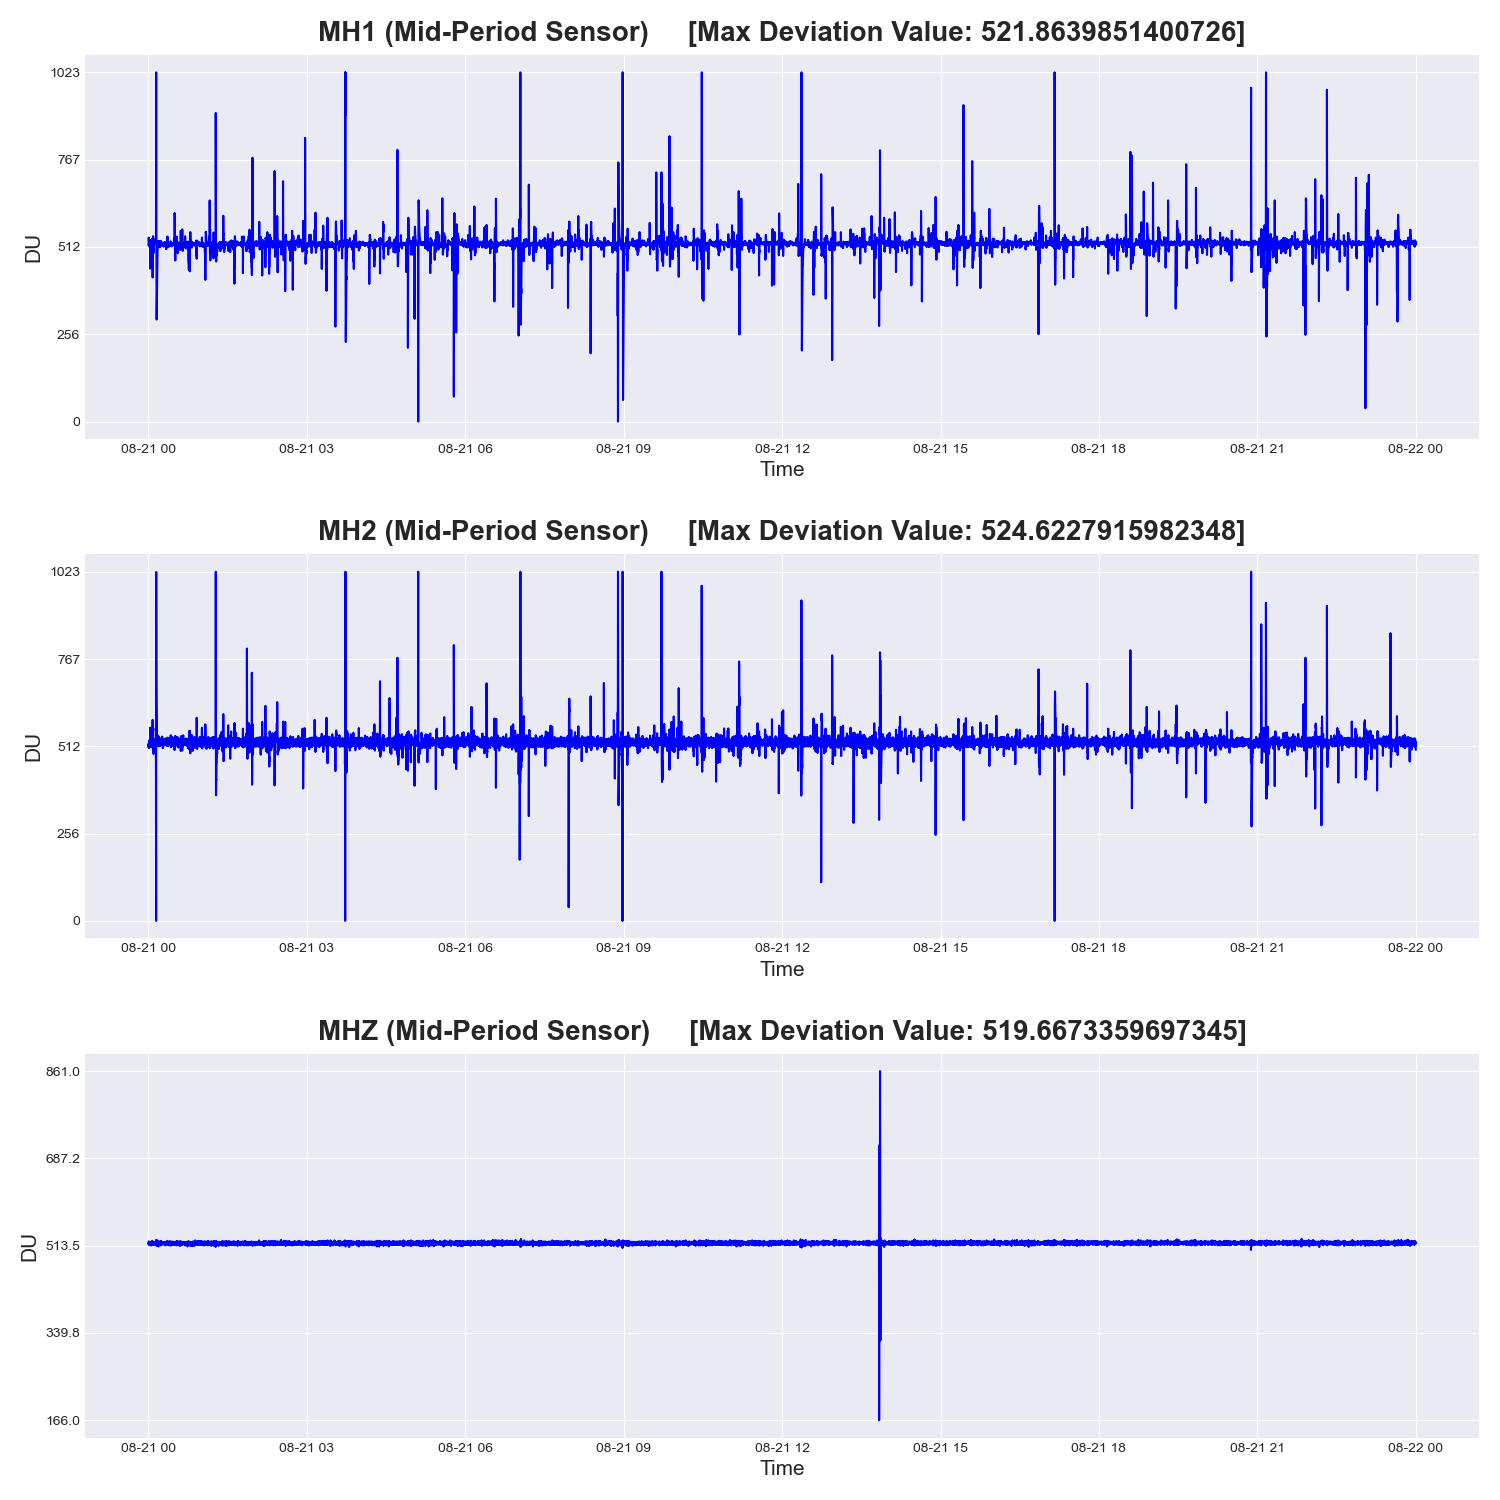 MH1 (Mid-Period Sensor) [Max Deviation Value: 521.8639851400726]
1023
767
512
256
0
DU
08-21 00 08-21 03 08-21 06 08-21 09 08-21 12 08-21 15 08-21 18 08-21 21 08-22 00
Time
MH2 (Mid-Period Sensor) [Max Deviation Value: 524.6227915982348]
1023
767
512
256
0
DU
08-21 00 08-21 03 08-21 06 08-21 09 08-21 12 08-21 15 08-21 18 08-21 21 08-22 00
Time
MHZ (Mid-Period Sensor) [Max Deviation Value: 519.6673359697345]
861.0
687.2
513.5
339.8
166.0
DU
08-21 00 08-21 03 08-21 06 08-21 09 08-21 12 08-21 15 08-21 18 08-21 21 08-22 00
Time